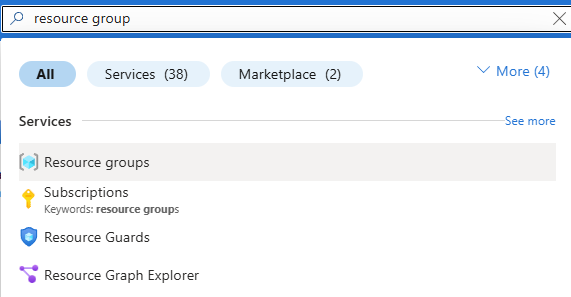 resource group
All Services (38) Marketplace (2) More (4)
Services See more
Resource groups
Subscriptions
Keywords: resource groups
Resource Guards
Resource Graph Explorer